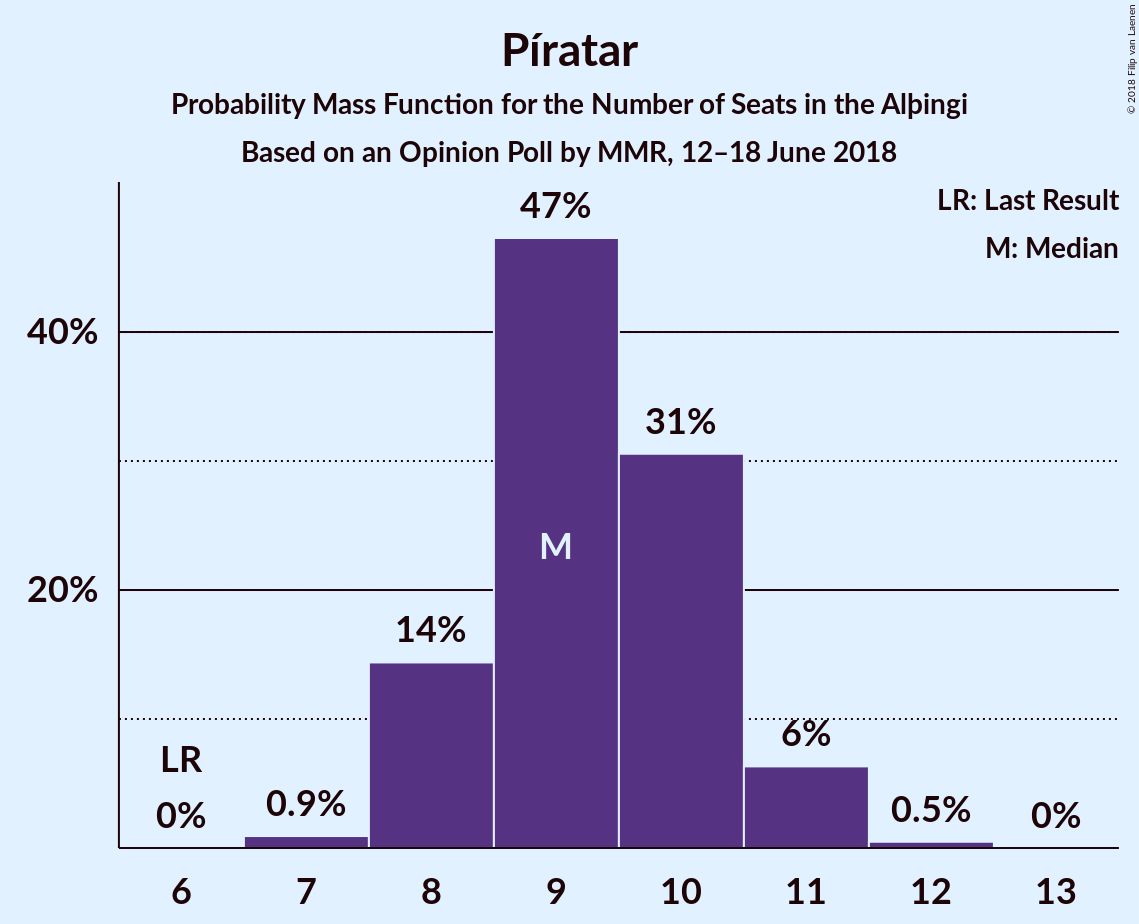 Píratar
Probability Mass Function for the Number of Seats in the Alþingi
Based on an Opinion Poll by MMR, 12–18 June 2018
© 2018 Filip van Laenen
LR: Last Result
M: Median
47%
40%
31%
M
20%
14%
6%
LR
0%
0.9%
0.5%
0%
6 7 8 9 10 11 12 13